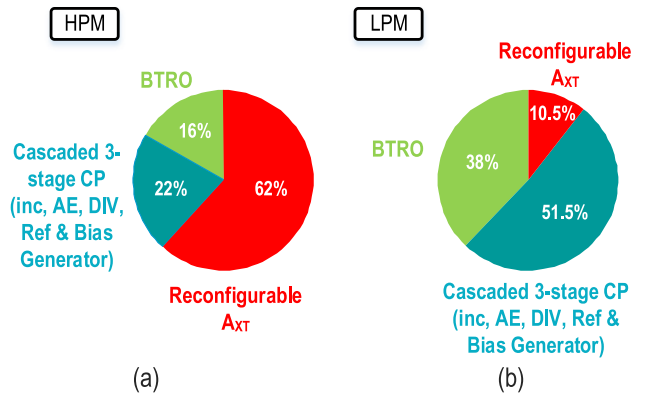 HPM
BTRO
16%
Cascaded 3-
stage CP
(inc, AE, DIV,
Ref & Bias
Generator)
22%
62%
Reconfigurable
AXT
(a)
LPM
Reconfigurable
AXT
10.5%
BTRO
38%
51.5%
Cascaded 3-stage CP
(inc, AE, DIV, Ref &
Bias Generator)
(b)